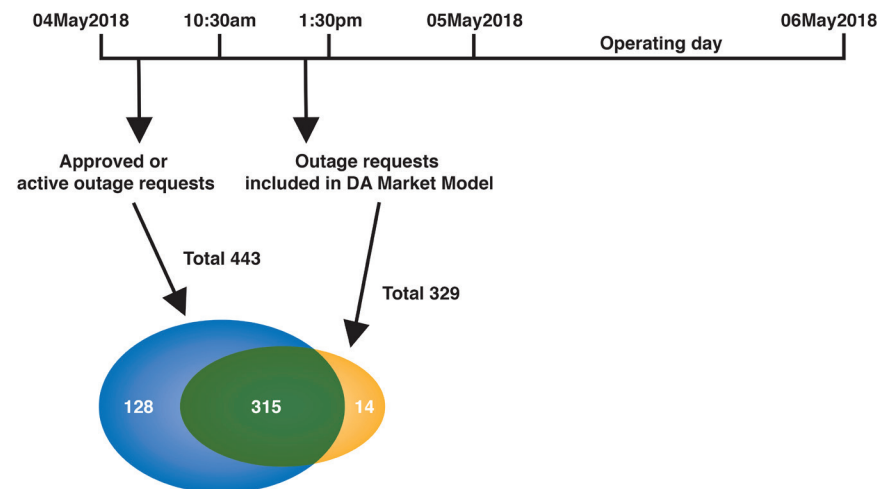 04May2018 10:30am 1:30pm 05May2018 06May2018
Operating day
Approved or
active outage requests
Outage requests
included in DA Market Model
Total 443
Total 329
128 315 14